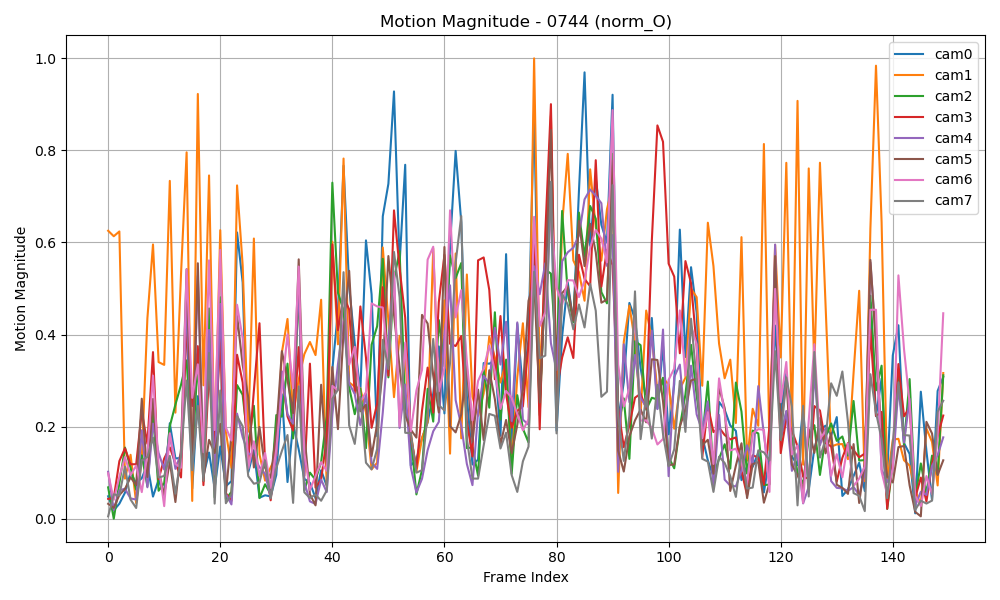 Motion Magnitude - 0744 (norm_O)
Motion Magnitude
1.0
0.8
0.6
0.4
0.2
0.0
0 20 40 60 80 100 120 140
Frame Index
cam0
cam1
cam2
cam3
cam4
cam5
cam6
cam7